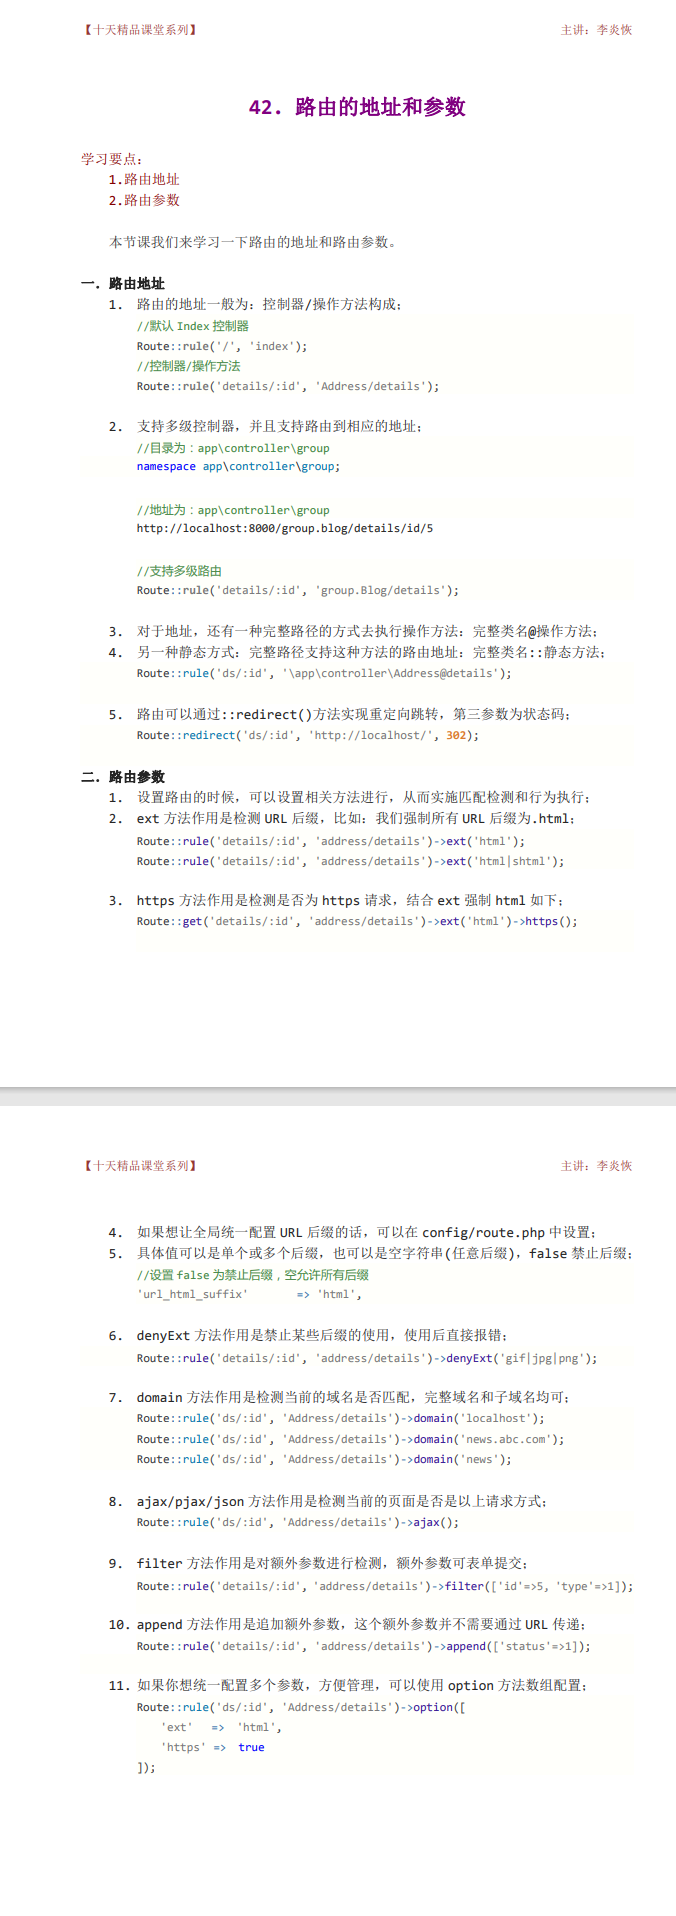 【十天精品课堂系列】 主讲：李炎恢
42．路由的地址和参数
学习要点：
1.路由地址
2.路由参数
本节课我们来学习一下路由的地址和路由参数。
一．路由地址
1. 路由的地址一般为：控制器/操作方法构成；
//默认 Index 控制器
Route::rule('/', 'index');
//控制器/操作方法
Route::rule('details/:id', 'Address/details');
2. 支持多级控制器，并且支持路由到相应的地址；
//目录为：app\controller\group
namespace app\controller\group;
//地址为：app\controller\group
http://localhost:8000/group.blog/details/id/5
//支持多级路由
Route::rule('details/:id', 'group.Blog/details');
3. 对于地址，还有一种完整路径的方式去执行操作方法：完整类名@操作方法；
4. 另一种静态方式：完整路径支持这种方法的路由地址：完整类名::静态方法；
Route::rule('ds/:id', '\app\controller\Address@details');
5. 路由可以通过::redirect()方法实现重定向跳转，第三参数为状态码；
Route::redirect('ds/:id', 'http://localhost/', 302);
二．路由参数
1. 设置路由的时候，可以设置相关方法进行，从而实施匹配检测和行为执行；
2. ext 方法作用是检测 URL 后缀，比如：我们强制所有 URL 后缀为.html；
Route::rule('details/:id', 'address/details')->ext('html');
Route::rule('details/:id', 'address/details')->ext('html|shtml');
3. https 方法作用是检测是否为 https 请求，结合 ext 强制 html 如下；
Route::get('details/:id', 'address/details')->ext('html')->https();
【十天精品课堂系列】 主讲：李炎恢
4. 如果想让全局统一配置 URL 后缀的话，可以在 config/route.php 中设置；
5. 具体值可以是单个或多个后缀，也可以是空字符串(任意后缀)，false 禁止后缀；
//设置 false 为禁止后缀，空允许所有后缀
'url_html_suffix' => 'html',
6. denyExt 方法作用是禁止某些后缀的使用，使用后直接报错；
Route::rule('details/:id', 'address/details')->denyExt('gif|jpg|png');
7. domain 方法作用是检测当前的域名是否匹配，完整域名和子域名均可；
Route::rule('ds/:id', 'Address/details')->domain('localhost');
Route::rule('ds/:id', 'Address/details')->domain('news.abc.com');
Route::rule('ds/:id', 'Address/details')->domain('news');
8. ajax/pjax/json 方法作用是检测当前的页面是否是以上请求方式；
Route::rule('ds/:id', 'Address/details')->ajax();
9. filter 方法作用是对额外参数进行检测，额外参数可表单提交；
Route::rule('details/:id', 'address/details')->filter(['id'=>5, 'type'=>1]);
10. append 方法作用是追加额外参数，这个额外参数并不需要通过 URL 传递；
Route::rule('details/:id', 'address/details')->append(['status'=>1]);
11. 如果你想统一配置多个参数，方便管理，可以使用 option 方法数组配置；
Route::rule('ds/:id', 'Address/details')->option([
'ext' => 'html',
'https' => true
]);